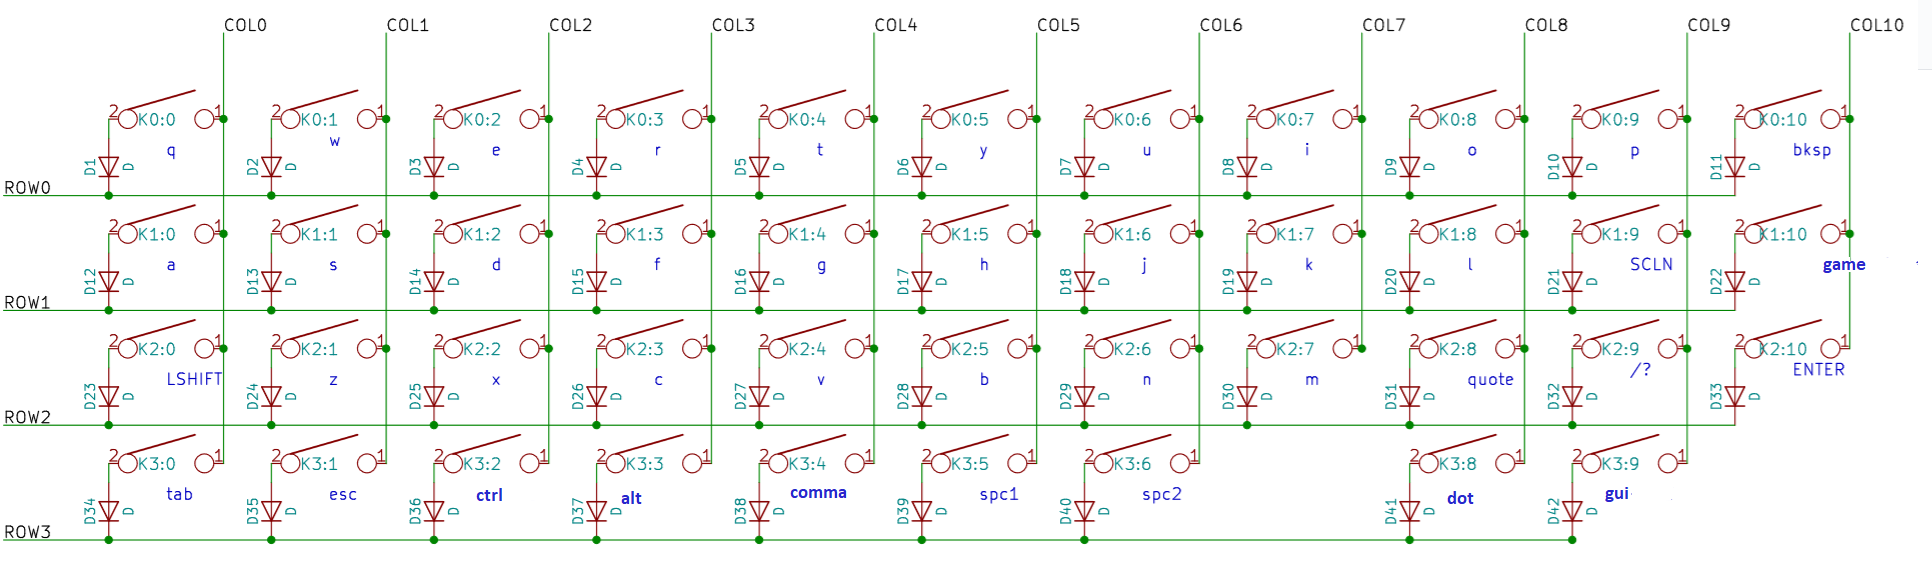 COL0 COL1 COL2 COL3 COL4 COL5 COL6 COL7 COL8 COL9 COL10
2 K0:0 1 2 K0:1 1 2 K0:2 1 2 K0:3 1 2 K0:4 1 2 K0:5 1 2 K0:6 1 2 K0:7 1 2 K0:8 1 2 K0:9 1 2 K0:10 1
q w e r t y u i o p bksp
D1 D D2 D D3 D D4 D D5 D D6 D D7 D D8 D D9 D D10 D D11 D
ROW0
2 K1:0 1 2 K1:1 1 2 K1:2 1 2 K1:3 1 2 K1:4 1 2 K1:5 1 2 K1:6 1 2 K1:7 1 2 K1:8 1 2 K1:9 1 2 K1:10 1
a s d f g h j k l SCLN game
D12 D D13 D D14 D D15 D D16 D D17 D D18 D D19 D D20 D D21 D D22 D
ROW1
2 K2:0 1 2 K2:1 1 2 K2:2 1 2 K2:3 1 2 K2:4 1 2 K2:5 1 2 K2:6 1 2 K2:7 1 2 K2:8 1 2 K2:9 1 2 K2:10 1
LSHIFT z x c v b n m quote /? ENTER
D23 D D24 D D25 D D26 D D27 D D28 D D29 D D30 D D31 D D32 D D33 D
ROW2
2 K3:0 1 2 K3:1 1 2 K3:2 1 2 K3:3 1 2 K3:4 1 2 K3:5 1 2 K3:6 1 2 K3:8 1 2 K3:9 1
tab esc ctrl alt comma spc1 spc2 dot gui
D34 D D35 D D36 D D37 D D38 D D39 D D40 D D41 D D42 D
ROW3